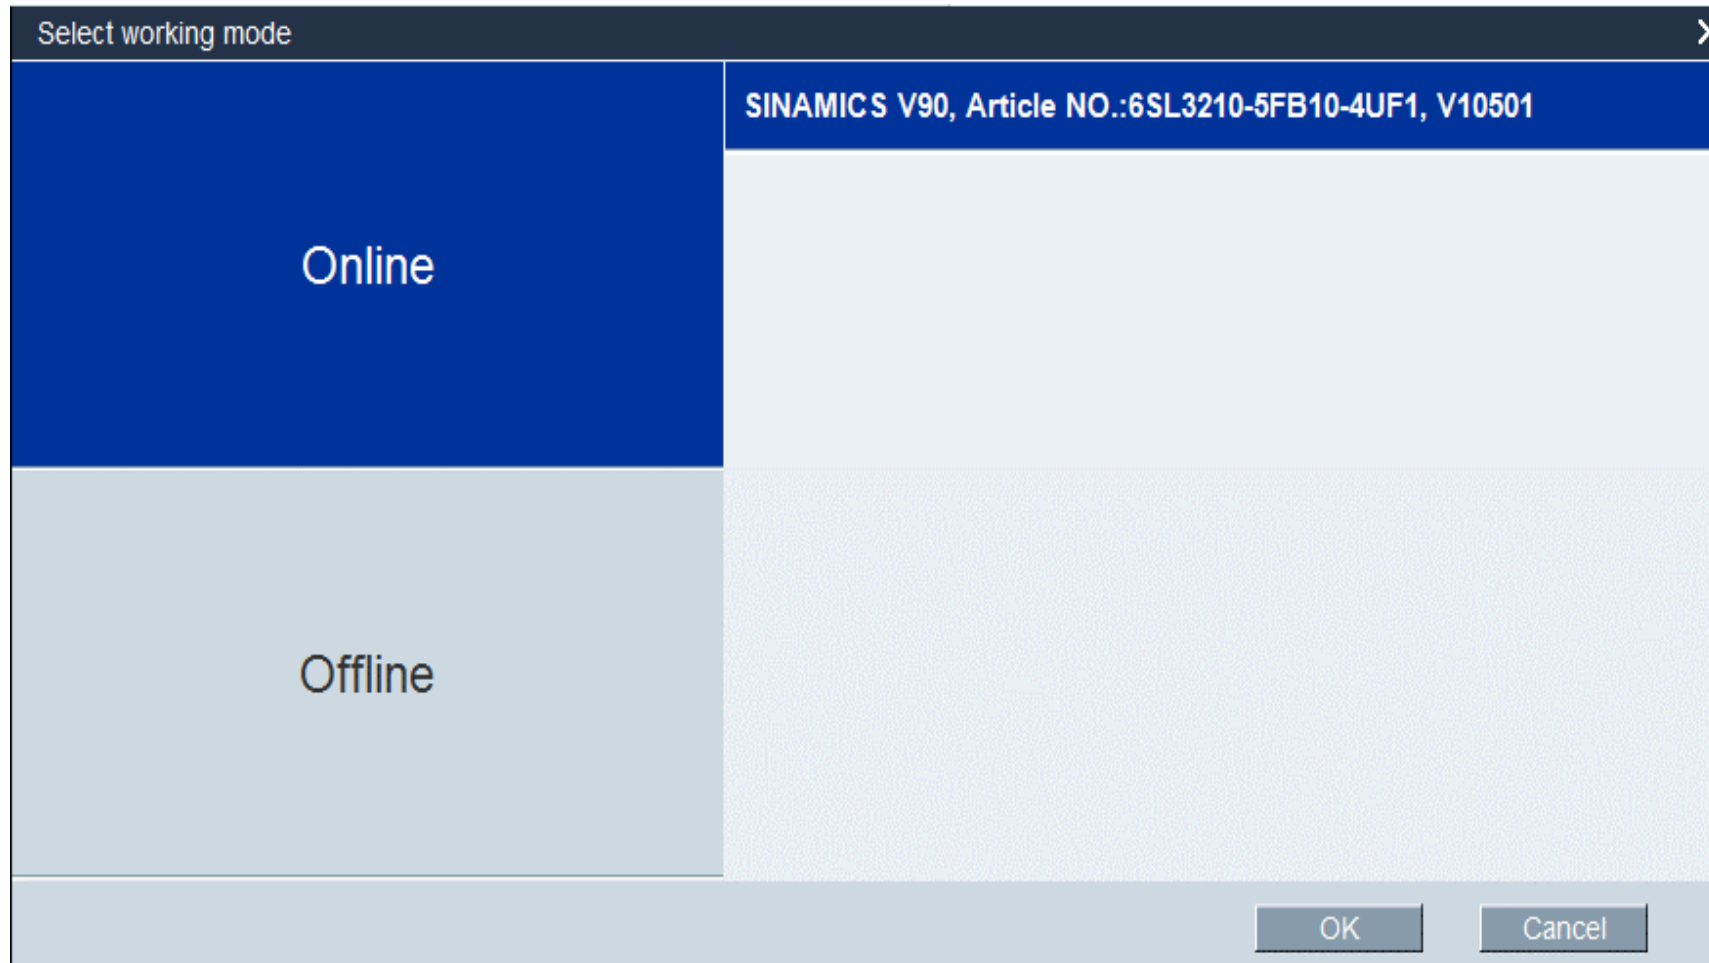 Select working mode
SINAMICS V90, Article NO.:6SL3210-5FB10-4UF1, V10501
Online
Offline
OK
Cancel